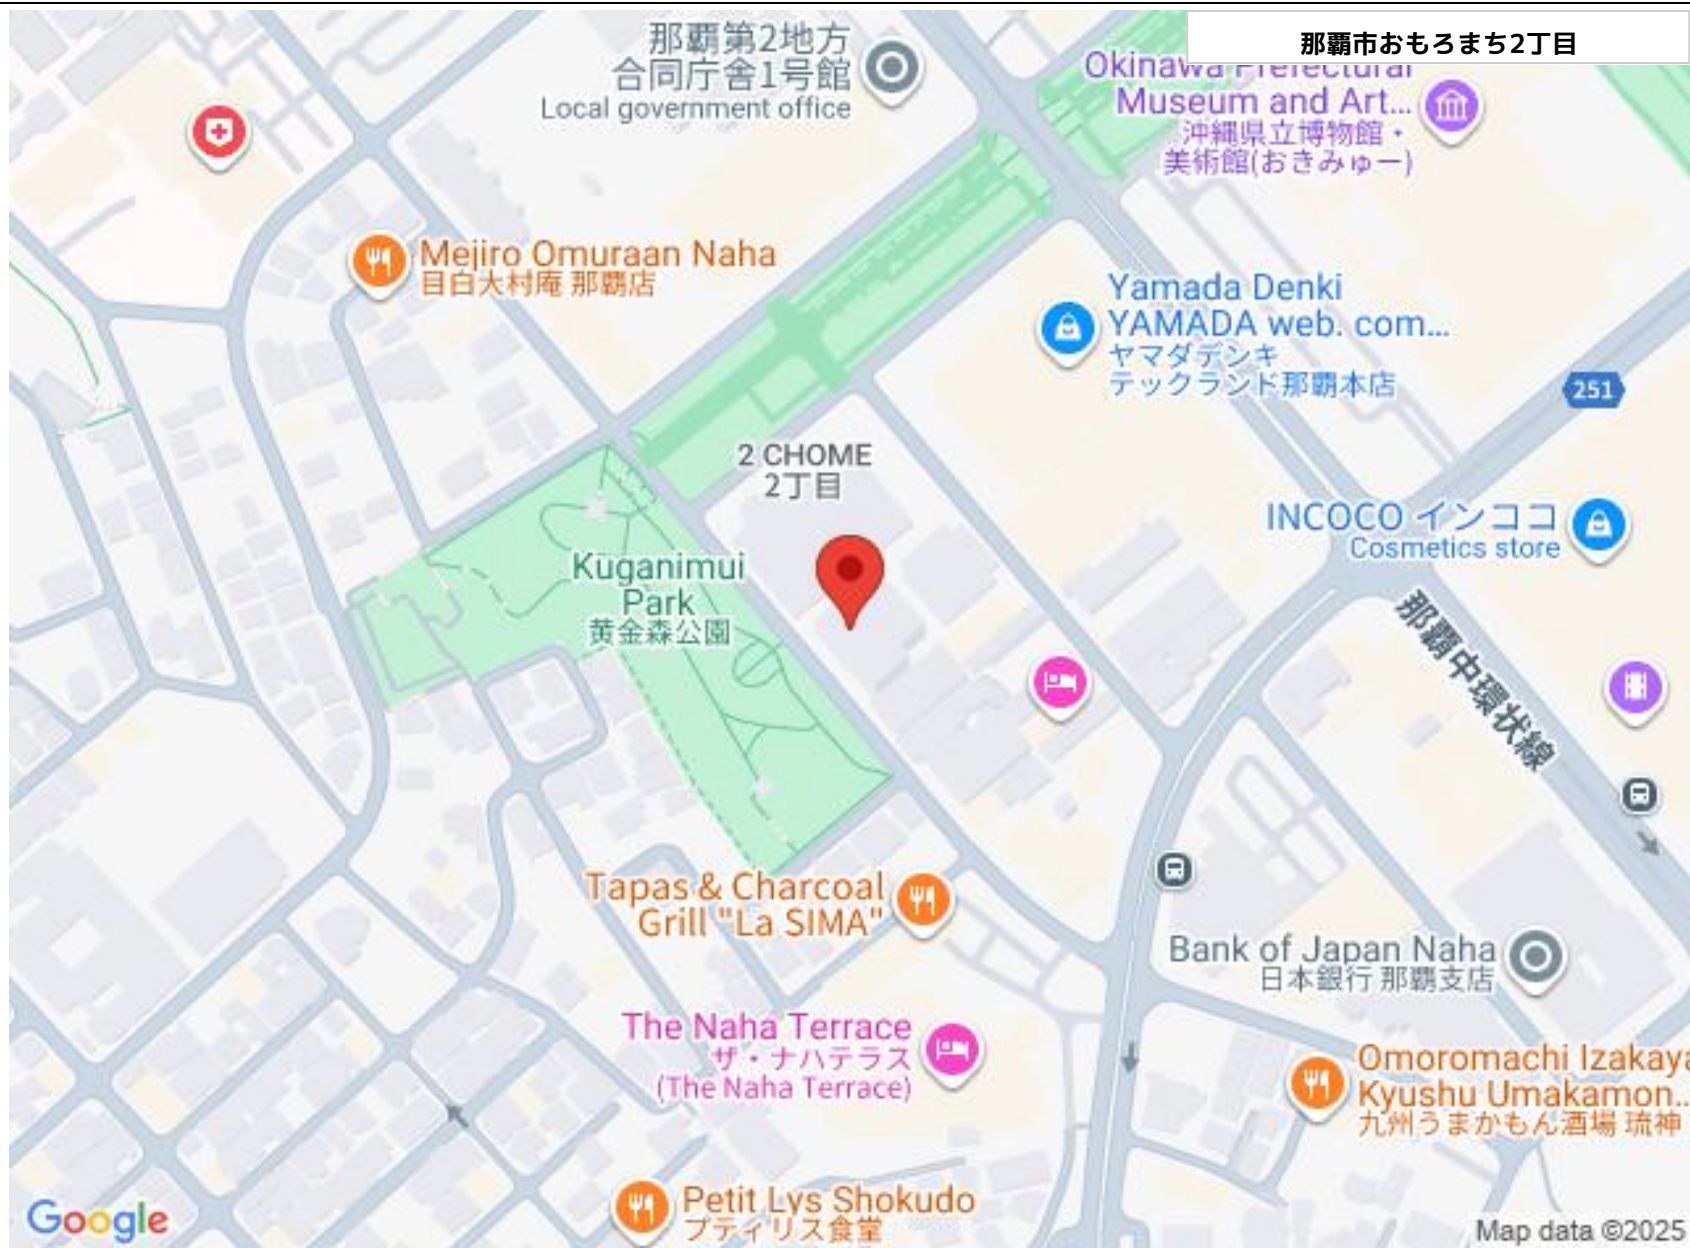 那覇市おもろまち2丁目
那覇第2地方
合同庁舎1号館
Local government office
Okinawa Prefectural
Museum and Art...
沖縄県立博物館・
美術館(おきみゅー)
Mejiro Omuraan Naha
目白大村庵 那覇店
Yamada Denki
YAMADA web. com...
ヤマダデンキ
テックランド那覇本店
251
2 CHOME
2丁目
INCOCO インココ
Cosmetics store
Kuganimui
Park
黄金森公園
那覇中環状線
Tapas & Charcoal
Grill "La SIMA"
Bank of Japan Naha
日本銀行 那覇支店
The Naha Terrace
ザ・ナハテラス
(The Naha Terrace)
Omoromachi Izakaya
Kyushu Umakamon...
九州うまかもん酒場 琉神
Petit Lys Shokudo
プティリス食堂
Google
Map data ©2025